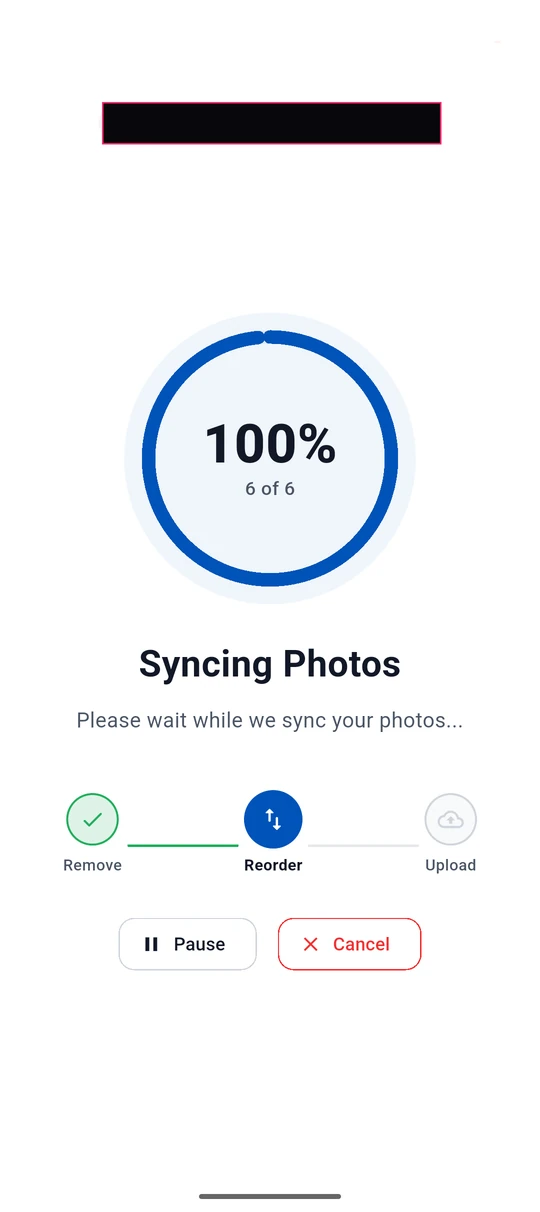 100%
6 of 6
Syncing Photos
Please wait while we sync your photos...
Remove
Reorder
Upload
Pause
Cancel